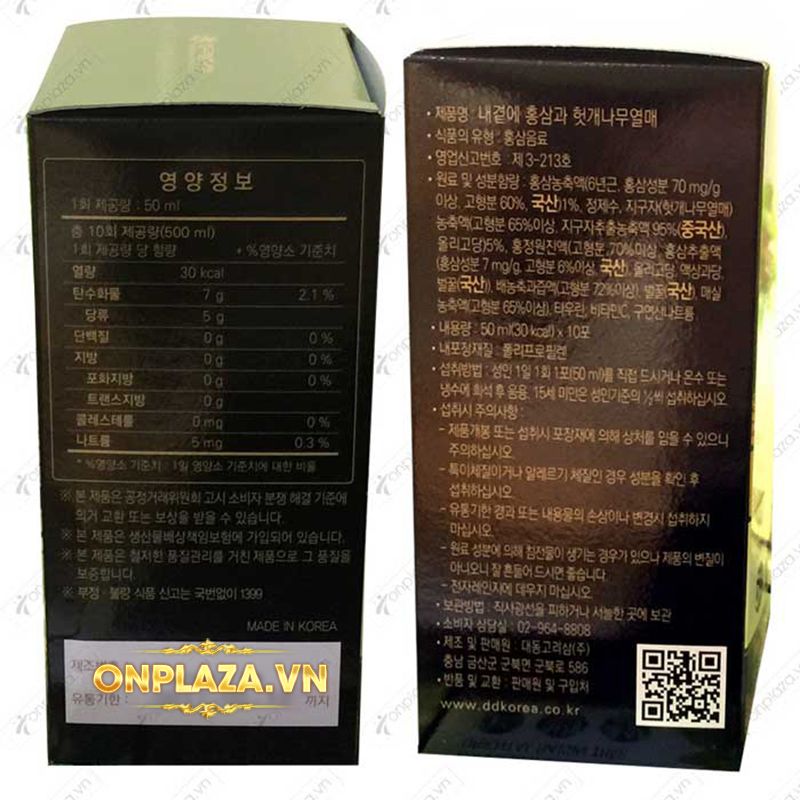 영양정보
1회 제공량 : 50 ml
총 10회 제공량(500 ml)
1회 제공량 당 함량 * %영양소 기준치
열량 30 kcal
탄수화물 7 g 2.1 %
당류 5 g
단백질 0 g 0 %
지방 0 g 0 %
포화지방 0 g 0 %
트랜스지방 0 g
콜레스테롤 0 mg 0 %
나트륨 5 mg 0.3 %
* %영양소 기준치 : 1일 영양소 기준치에 대한 비율
※ 본 제품은 공정거래위원회 고시 소비자 분쟁 해결 기준에
의거 교환 또는 보상을 받을 수 있습니다.
※ 본 제품은 생산물배상책임보험에 가입되어 있습니다.
※ 본 제품은 철저한 품질관리를 거친 제품으로 그 품질을
보증합니다.
※ 부정·불량 식품 신고는 국번없이 1399
MADE IN KOREA
ONPLAZA.VN
유통기한 : 까지
• 제품명 : 내곁에 홍삼과 헛개나무열매
• 식품의 유형 : 홍삼음료
• 영업신고번호 : 제 3-213호
• 원료 및 성분함량 : 홍삼농축액(6년근, 홍삼성분 70 mg/g
이상, 고형분 60%, 국산)1%, 정제수, 지구자(헛개나무열매)
농축액(고형분 65%이상, 지구자추출농축액 95%(중국산),
올리고당)5%, 홍정원진액(고형분 70%이상, 홍삼추출액
(홍삼성분 7 mg/g, 고형분 6%이상, 국산), 올리고당, 액상과당,
벌꿀(국산)), 배농축과즙액(고형분 72%이상), 벌꿀(국산), 매실
농축액(고형분 65%이상), 타우린, 비타민C, 구연산나트륨
• 내용량 : 50 ml(30 kcal) x 10포
• 내포장재질 : 폴리프로필렌
• 섭취방법 : 성인 1일 1회 1포(50 ml)를 직접 드시거나 온수 또는
냉수에 희석 후 음용. 15세 미만은 성인기준의 ½씩 섭취하십시오
• 섭취시 주의사항 :
- 제품개봉 또는 섭취시 포장재에 의해 상처를 입을 수 있으니
주의하십시오
- 특이체질이거나 알레르기 체질인 경우 성분을 확인 후
섭취하십시오
- 유통기한 경과 또는 내용물의 손상이나 변경시 섭취하지
마십시오
- 원료 성분에 의해 침전물이 생기는 경우가 있으나 제품의 변질이
아니오니 잘 흔들어 드시면 좋습니다
- 전자레인지에 데우지 마십시오
• 보관방법 : 직사광선을 피하거나 서늘한 곳에 보관
• 소비자 상담실 : 02-964-8808
• 제조 및 판매원 : 대동고려삼(주)
충남 금산군 군북면 군북로 586
• 반품 및 교환 : 판매원 및 구입처
www.ddkorea.co.kr